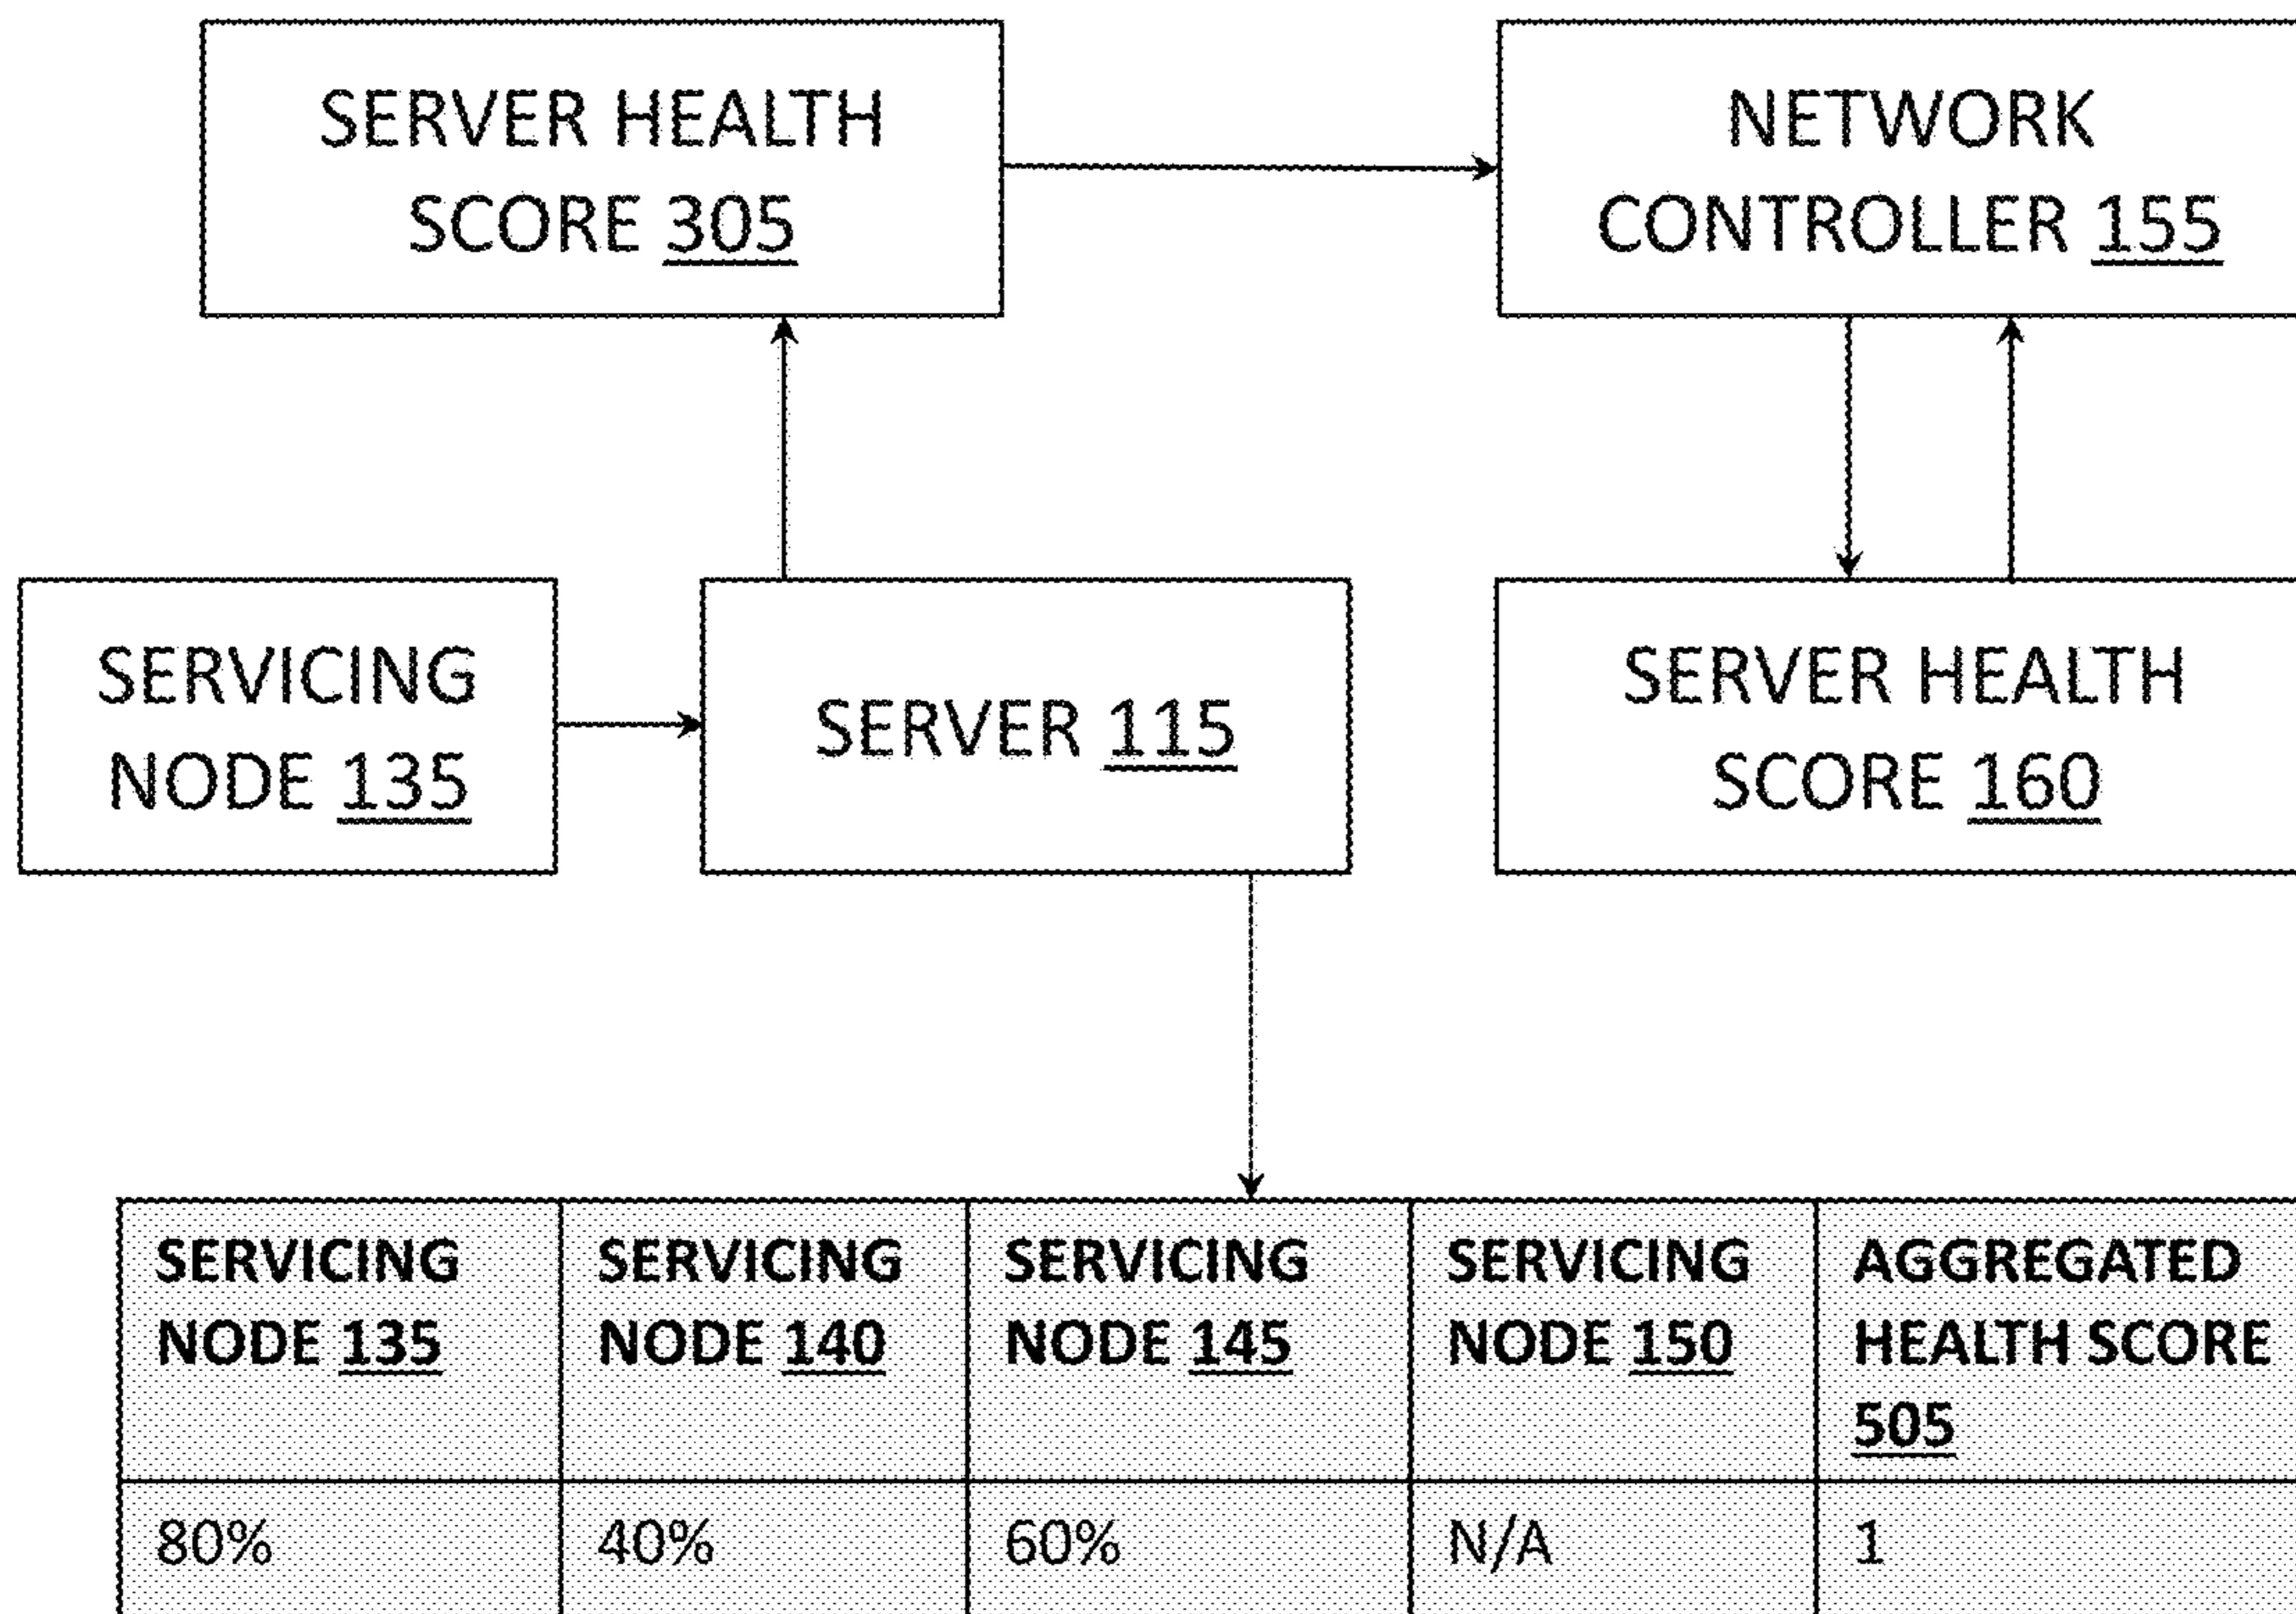 SERVER HEALTH
SCORE 305
NETWORK
CONTROLLER 155
SERVICING
NODE 135
SERVER 115
SERVER HEALTH
SCORE 160
SERVICING
NODE 135
SERVICING
NODE 140
SERVICING
NODE 145
SERVICING
NODE 150
AGGREGATED
HEALTH SCORE
505
80%
40%
60%
N/A
1